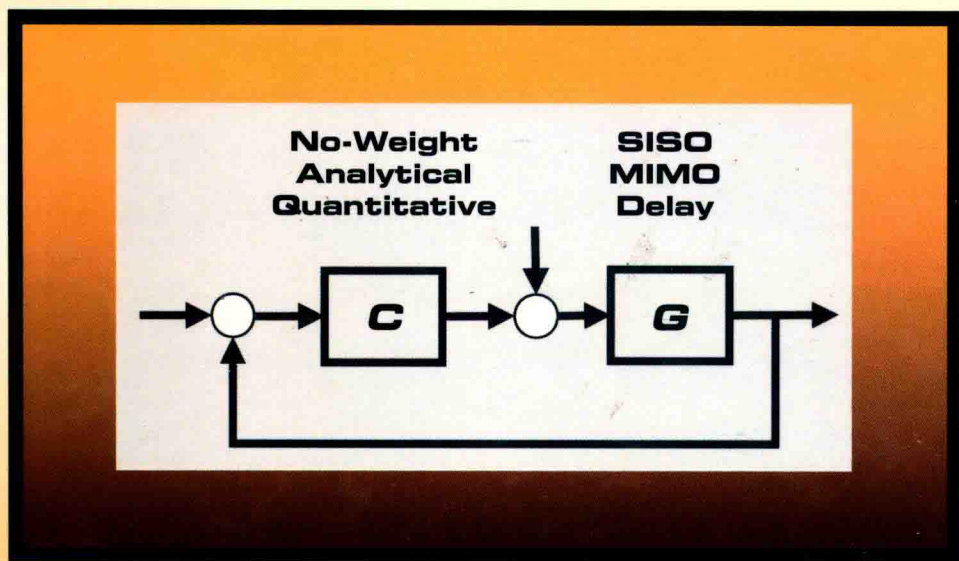 No-Weight
Analytical
Quantitative
SISO
MIMO
Delay
C
G